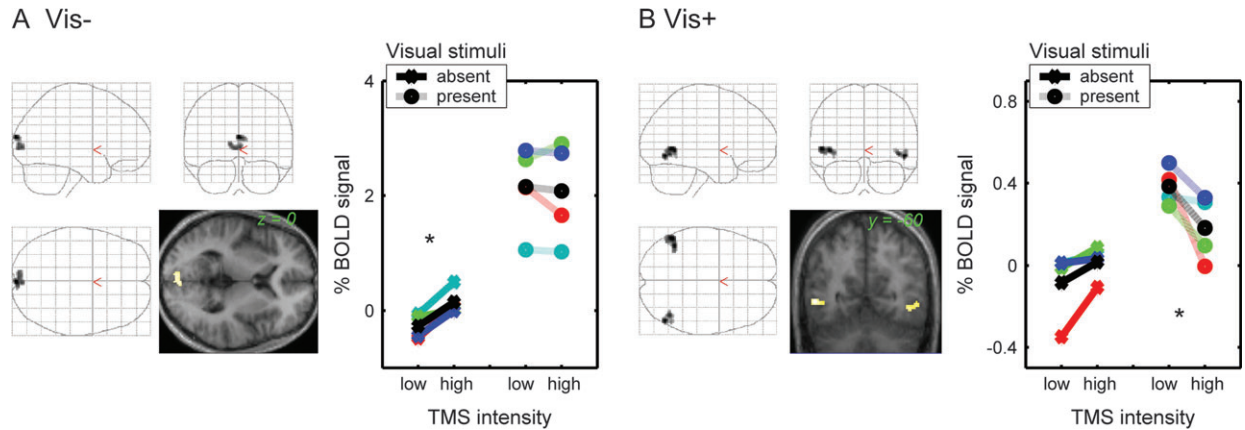 A Vis-
Visual stimuli
absent
present
% BOLD signal
4
2
0
*
z = 0
low high low high
TMS intensity
B Vis+
Visual stimuli
absent
present
% BOLD signal
0.8
0.4
0
-0.4
*
y = -60
low high low high
TMS intensity